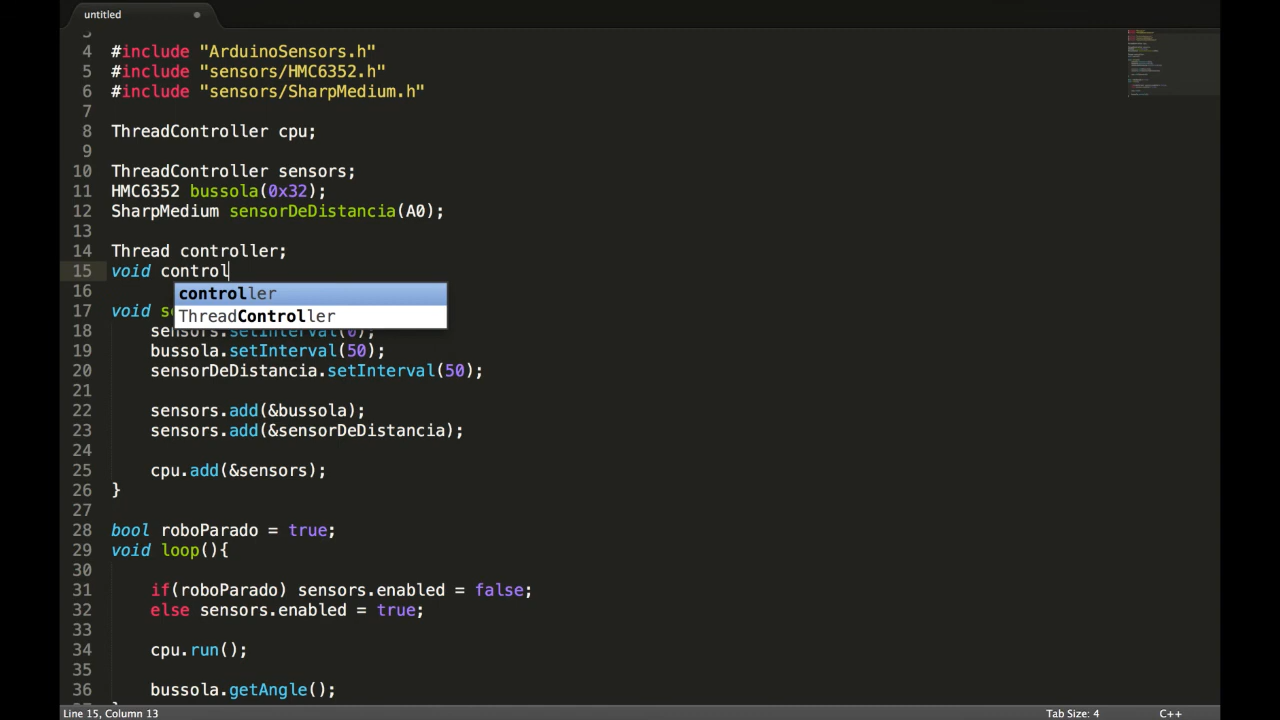 untitled
3
4 #include "ArduinoSensors.h"
5 #include "sensors/HMC6352.h"
6 #include "sensors/SharpMedium.h"
7
8 ThreadController cpu;
9
10 ThreadController sensors;
11 HMC6352 bussola(0x32);
12 SharpMedium sensorDeDistancia(A0);
13
14 Thread controller;
15 void control
controller
16
ThreadController
17 void s
18 sensors.setInterval(0);
19 bussola.setInterval(50);
20 sensorDeDistancia.setInterval(50);
21
22 sensors.add(&bussola);
23 sensors.add(&sensorDeDistancia);
24
25 cpu.add(&sensors);
26 }
27
28 bool roboParado = true;
29 void loop(){
30
31 if(roboParado) sensors.enabled = false;
32 else sensors.enabled = true;
33
34 cpu.run();
35
36 bussola.getAngle();
Line 15, Column 13
Tab Size: 4
C++